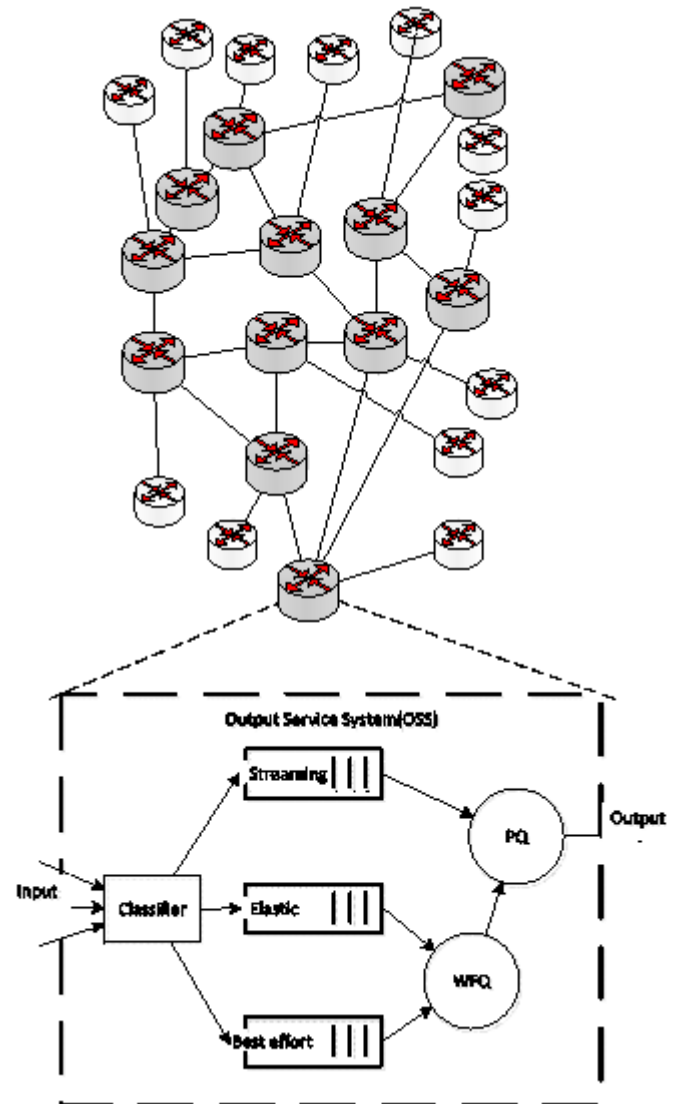 Output Service System(OSS)
Streaming
PQ
Output
Input
Classifier
Elastic
WFQ
Best effort